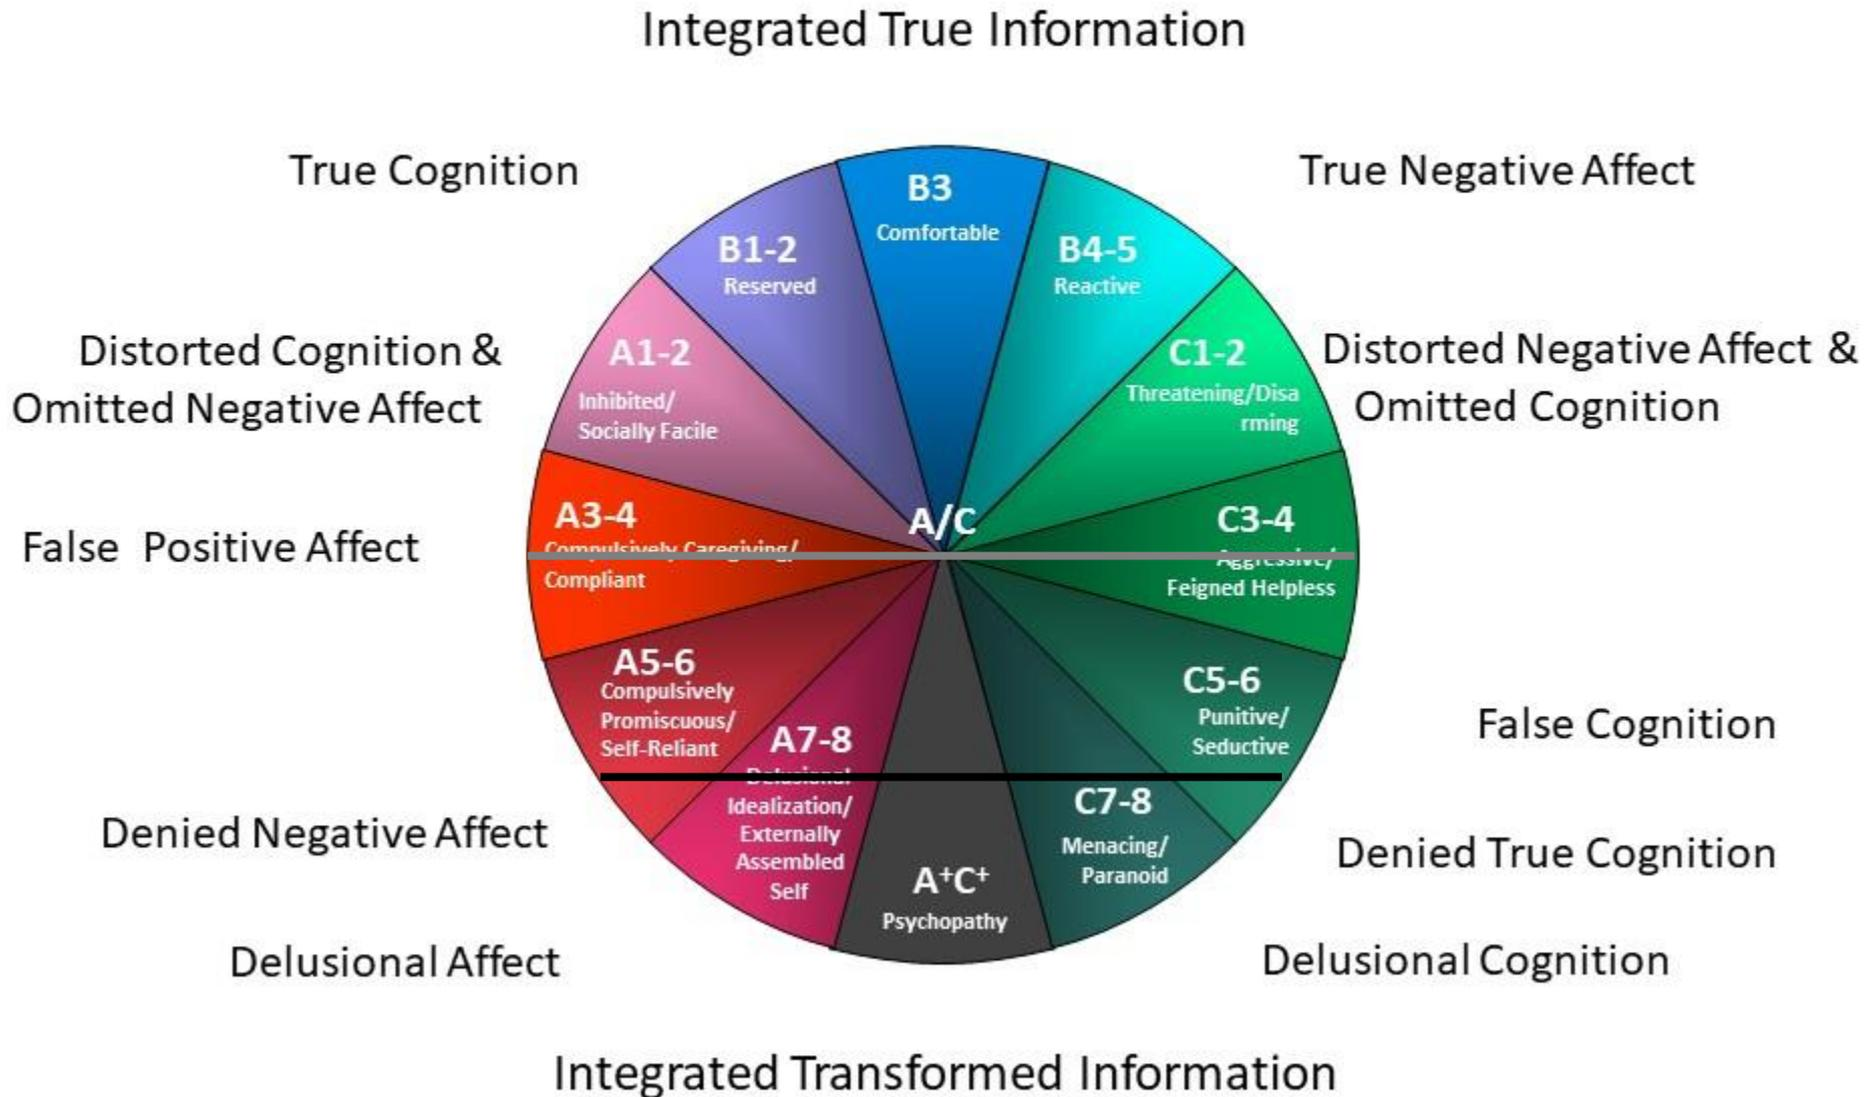 Integrated True Information
True Cognition
True Negative Affect
B3
Comfortable
B1-2
Reserved
B4-5
Reactive
Distorted Cognition &
Omitted Negative Affect
A1-2
Inhibited/
Socially Facile
C1-2
Threatening/Disa
rming
Distorted Negative Affect &
Omitted Cognition
False Positive Affect
A3-4
Compulsively Caregiving/
Compliant
A/C
C3-4
Aggressive/
Feigned Helpless
A5-6
Compulsively
Promiscuous/
Self-Reliant
C5-6
Punitive/
Seductive
False Cognition
A7-8
Delusional
Idealization/
Externally
Assembled
Self
C7-8
Menacing/
Paranoid
Denied Negative Affect
Denied True Cognition
A⁺C⁺
Psychopathy
Delusional Affect
Delusional Cognition
Integrated Transformed Information